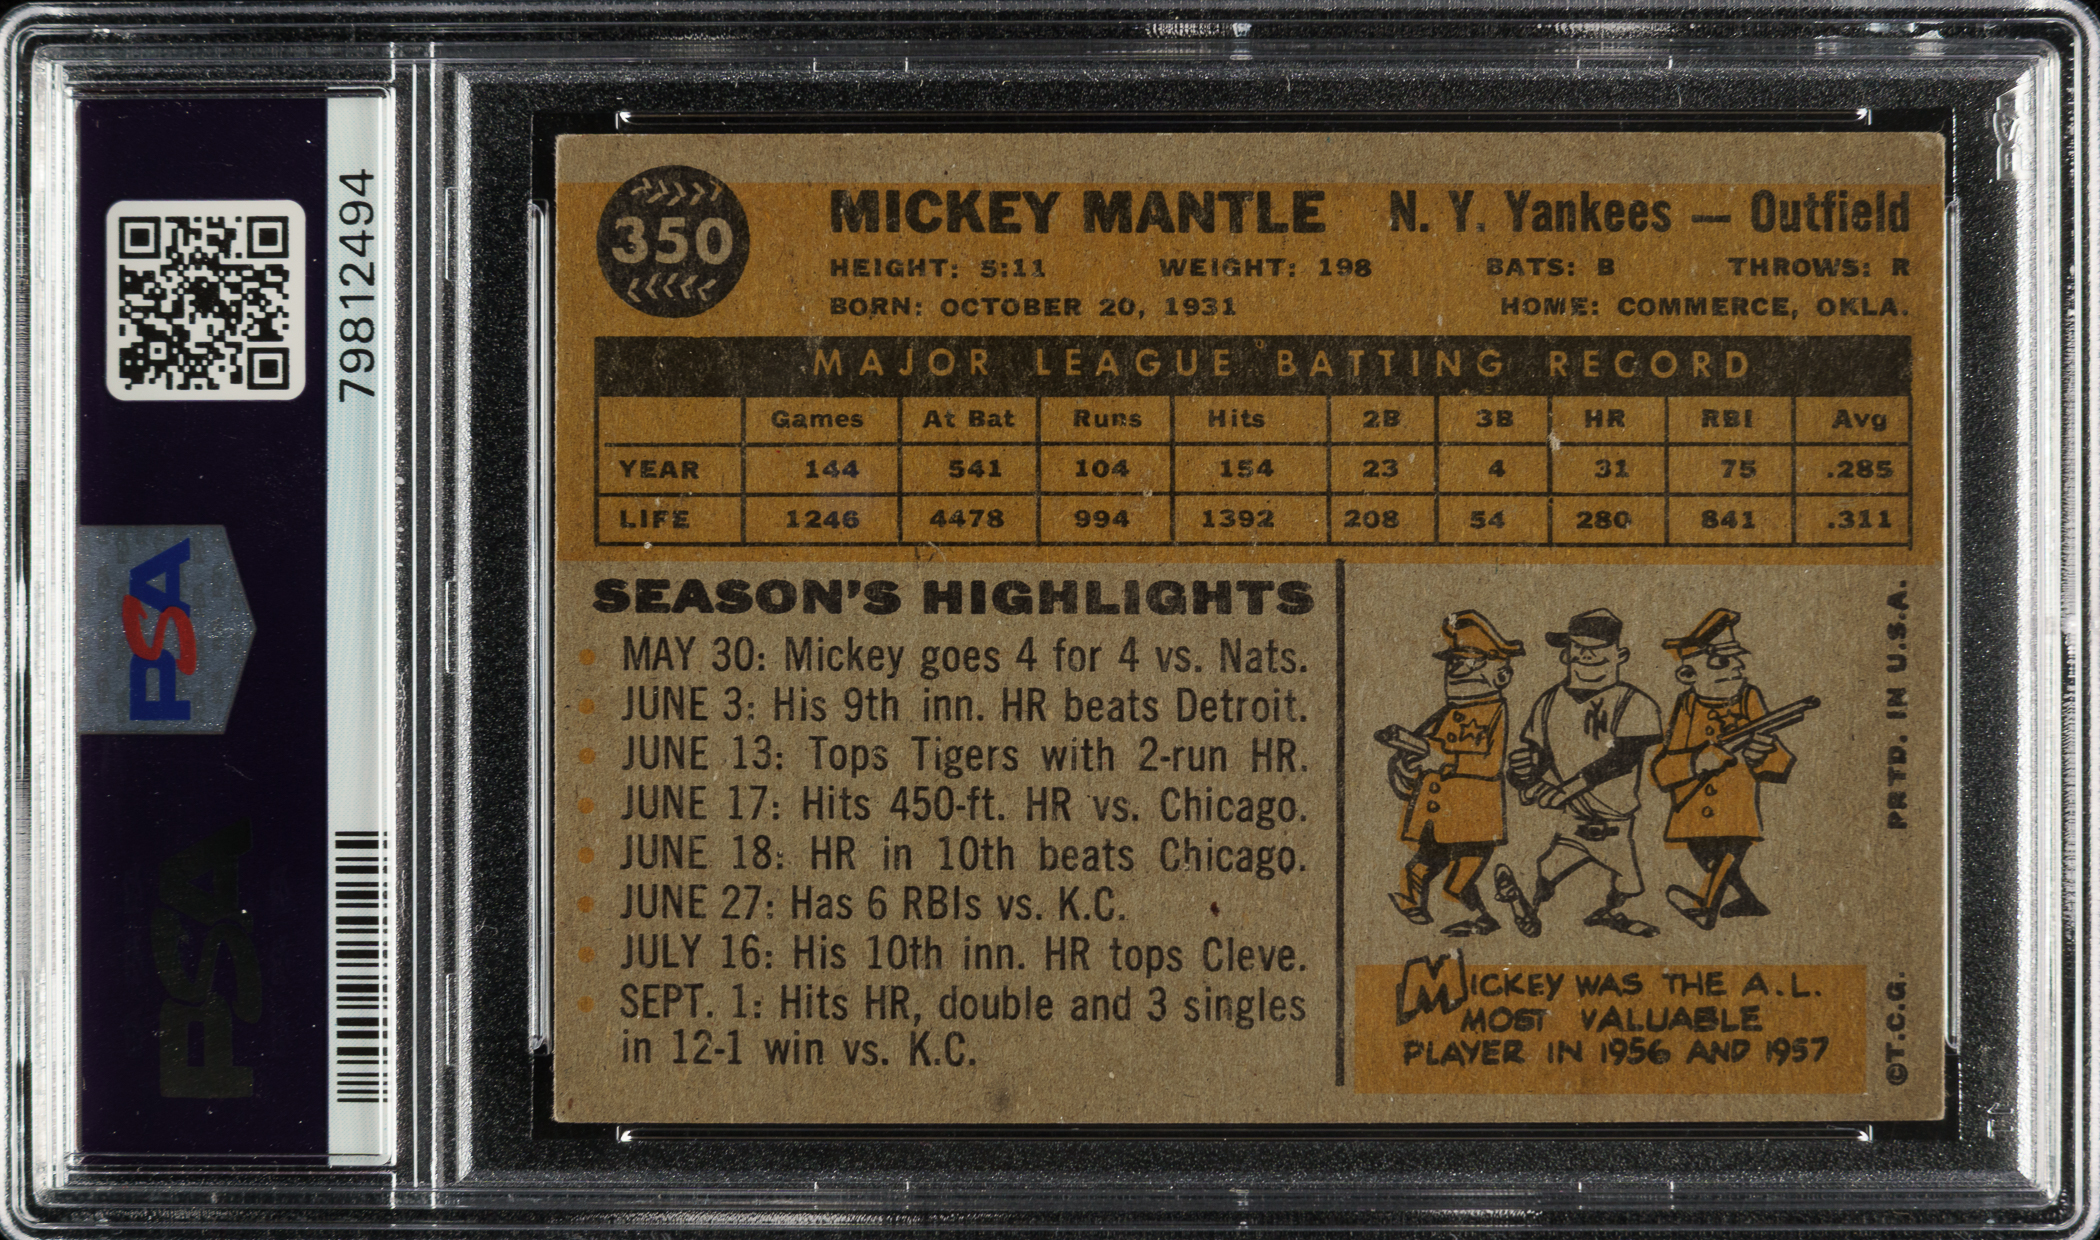 79812494
PSA
PSA
350
MICKEY MANTLE N. Y. Yankees — Outfield
HEIGHT: 5:11 WEIGHT: 198 BATS: B THROWS: R
BORN: OCTOBER 20, 1931 HOME: COMMERCE, OKLA.
MAJOR LEAGUE BATTING RECORD
Games At Bat Runs Hits 2B 3B HR RBI Avg
YEAR 144 541 104 154 23 4 31 75 .285
LIFE 1246 4478 994 1392 208 54 280 841 .311
SEASON'S HIGHLIGHTS
• MAY 30: Mickey goes 4 for 4 vs. Nats.
• JUNE 3: His 9th inn. HR beats Detroit.
• JUNE 13: Tops Tigers with 2-run HR.
• JUNE 17: Hits 450-ft. HR vs. Chicago.
• JUNE 18: HR in 10th beats Chicago.
• JUNE 27: Has 6 RBIs vs. K.C.
• JULY 16: His 10th inn. HR tops Cleve.
• SEPT. 1: Hits HR, double and 3 singles
in 12-1 win vs. K.C.
NY
MICKEY WAS THE A.L.
MOST VALUABLE
PLAYER IN 1956 AND 1957
©T.C.G. PRTD. IN U.S.A.
PSA